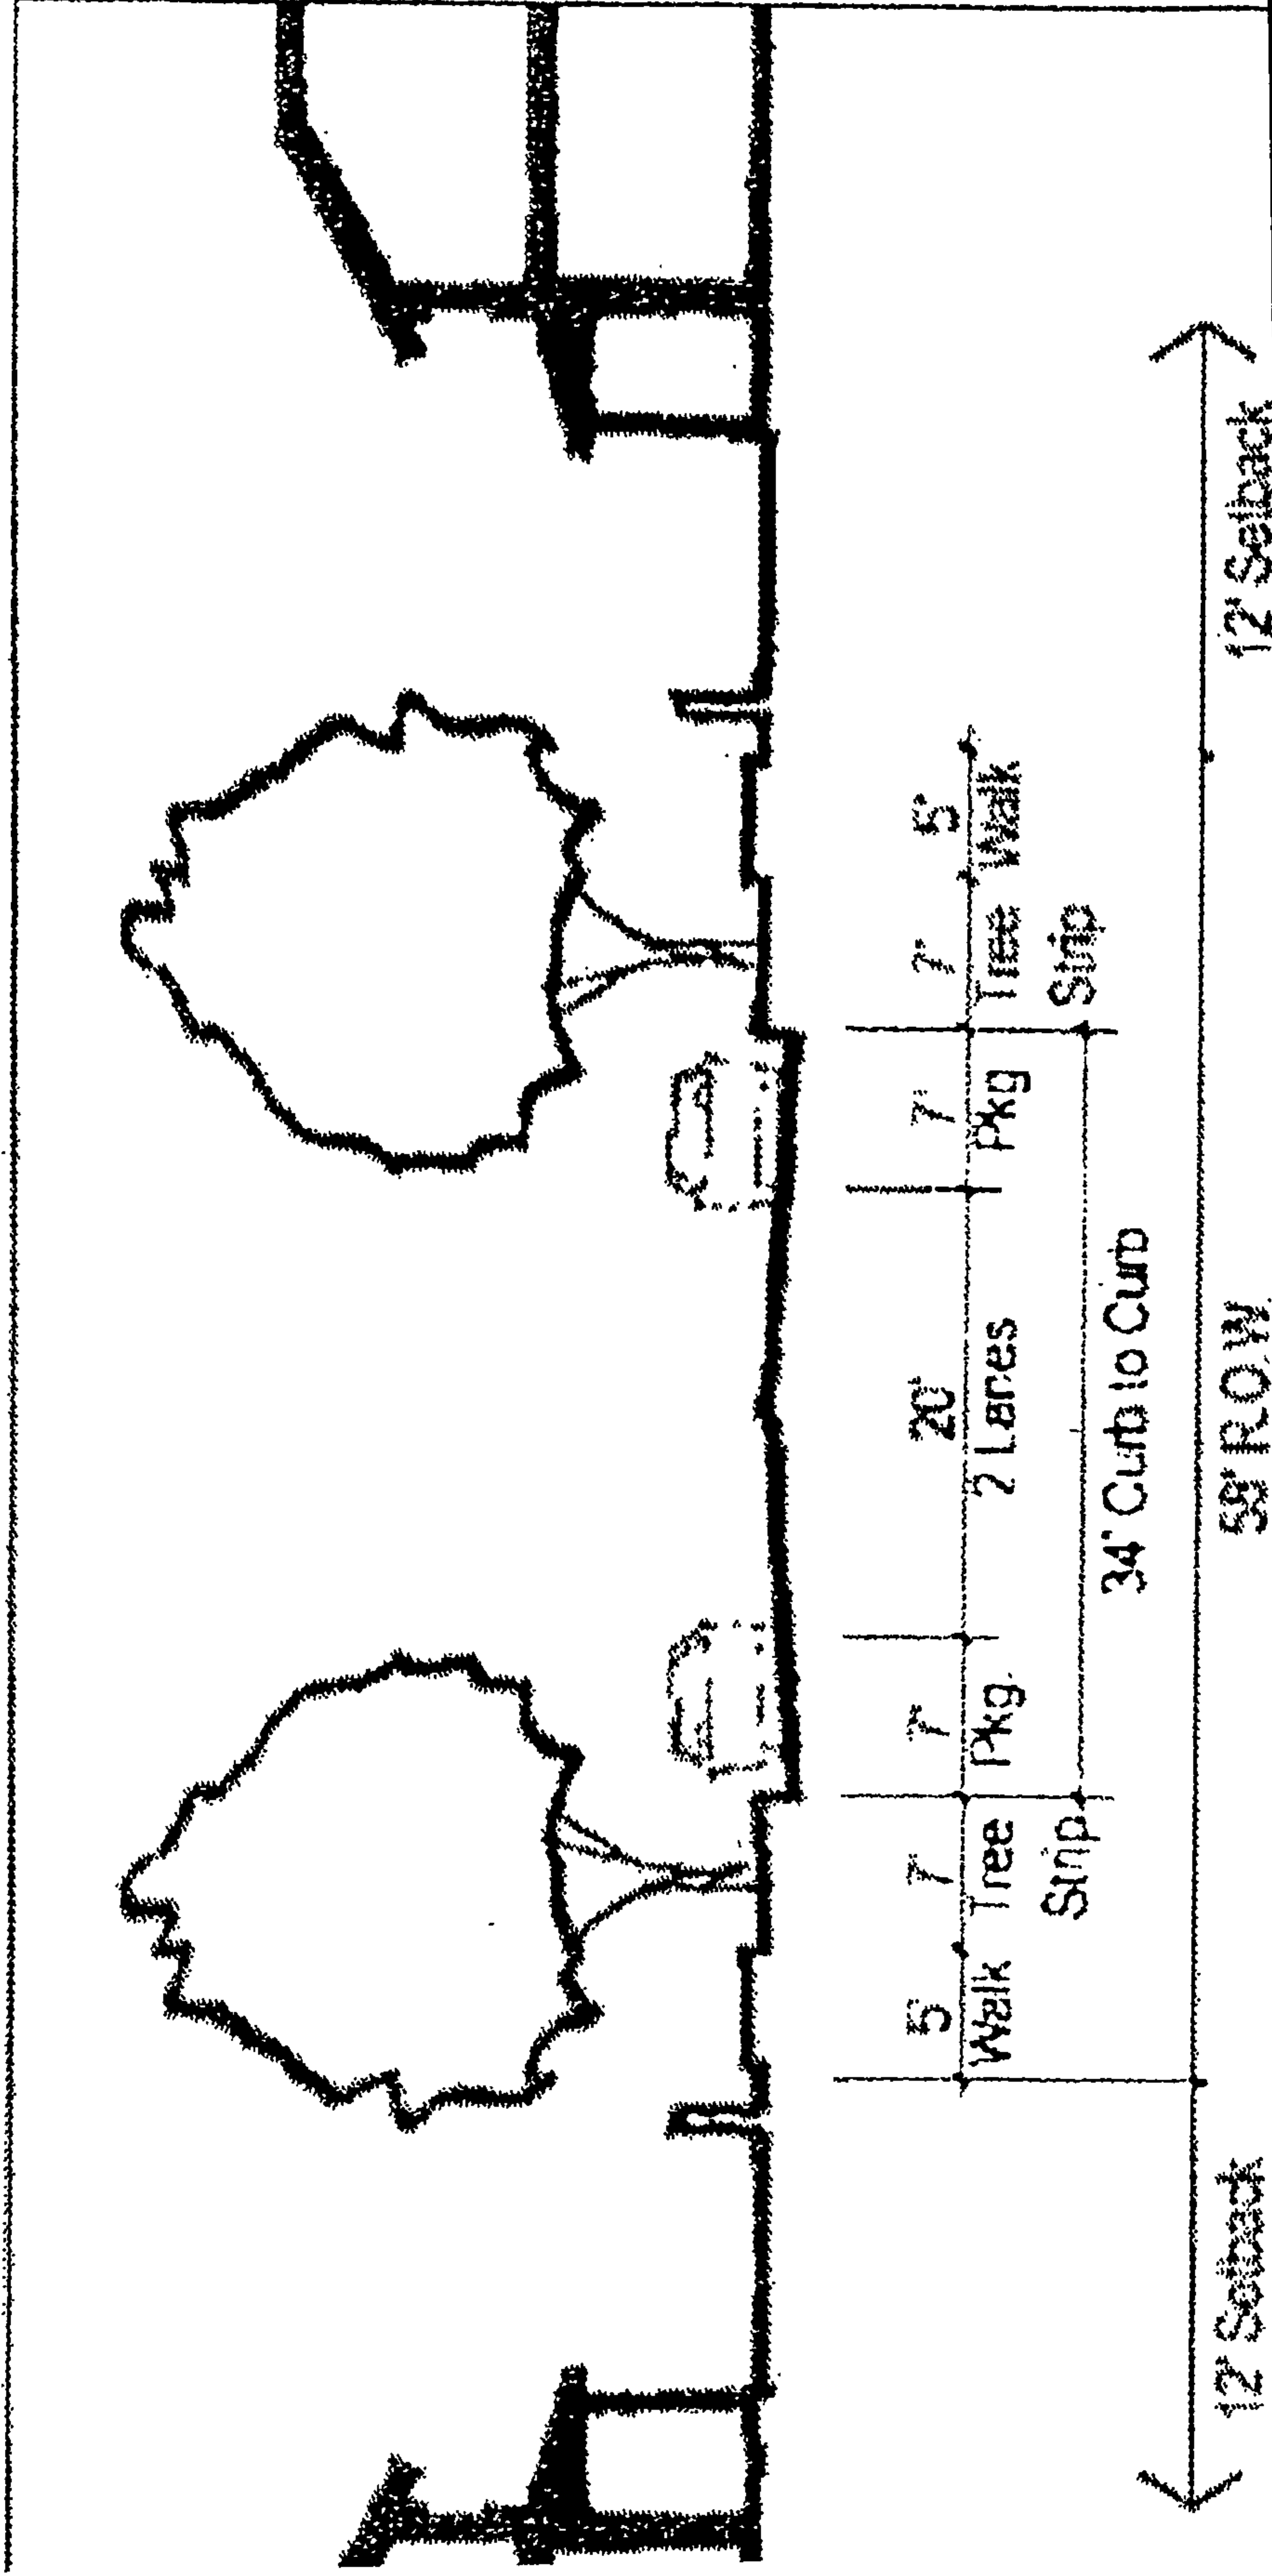 5' 7' 7' 20' 7' 7' 5'
Walk Tree Pkg. 2 Lanes Pkg Tree Walk
Strip Strip
34' Curb to Curb
12' Setback 58' R.O.W. 12' Setback